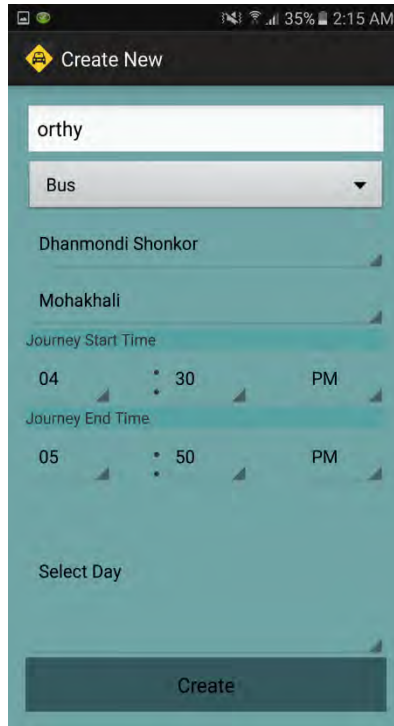 35% 2:15 AM
Create New
orthy
Bus
Dhanmondi Shonkor
Mohakhali
Journey Start Time
04 : 30 PM
Journey End Time
05 : 50 PM
Select Day
Create